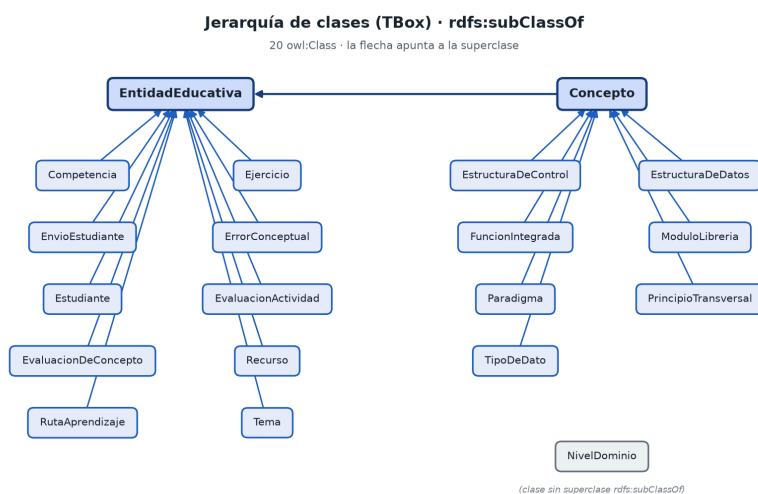 Jerarquía de clases (TBox) · rdfs:subClassOf
20 owl:Class · la flecha apunta a la superclase
EntidadEducativa
Concepto
Competencia
Ejercicio
EstructuraDeControl
EstructuraDeDatos
EnvioEstudiante
ErrorConceptual
FuncionIntegrada
ModuloLibreria
Estudiante
EvaluacionActividad
Paradigma
PrincipioTransversal
EvaluacionDeConcepto
Recurso
TipoDeDato
RutaAprendizaje
Tema
NivelDominio
(clase sin superclase rdfs:subClassOf)